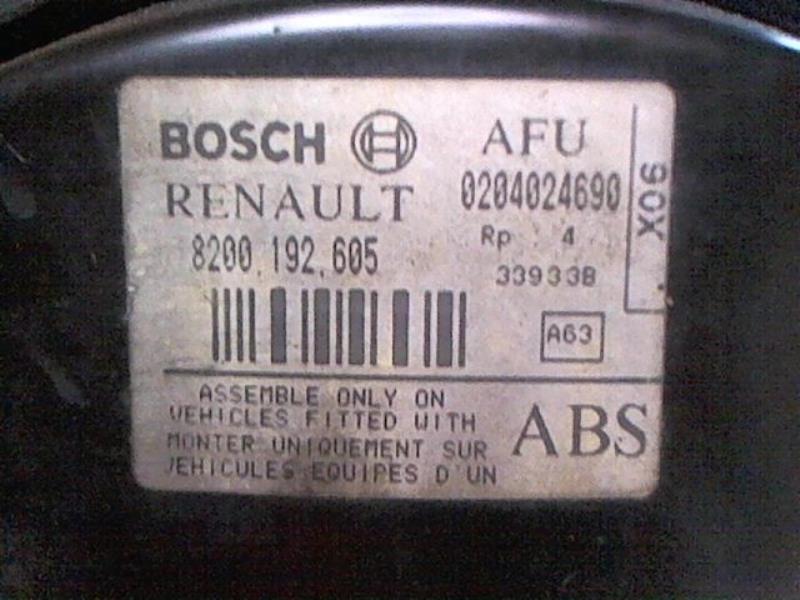 BOSCH AFU
RENAULT 0204024690
8200.192.605 Rp 4
33933B
X06
A63
ASSEMBLE ONLY ON
VEHICLES FITTED WITH
MONTER UNIQUEMENT SUR
VEHICULES EQUIPES D'UN
ABS